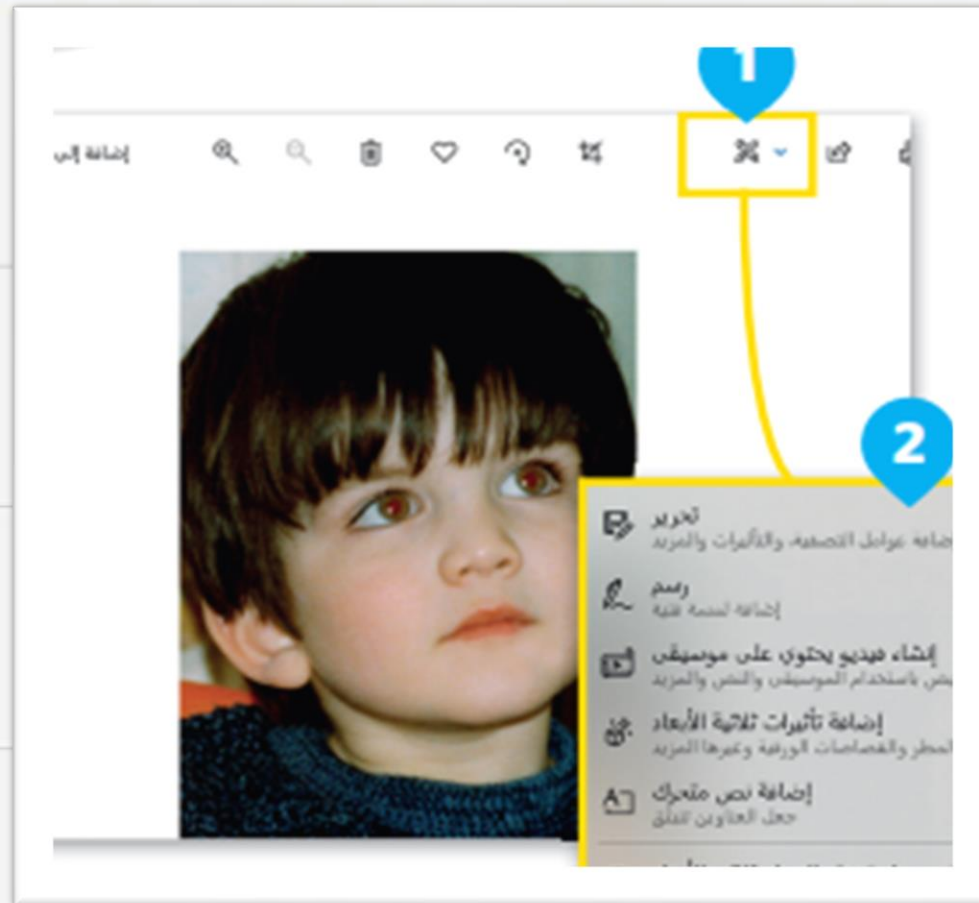 1
إضافة إلى
2
تحرير
إضافة عوامل التصفية، والتأثيرات والمزيد
رسم
إضافة لمسة فنية
إنشاء فيديو يحتوي على موسيقى
باستخدام الموسيقى والنص والمزيد
إضافة تأثيرات ثلاثية الأبعاد
المطر والقصاصات الورقية وغيرها المزيد
إضافة نص متحرك
جعل العناوين تتألق